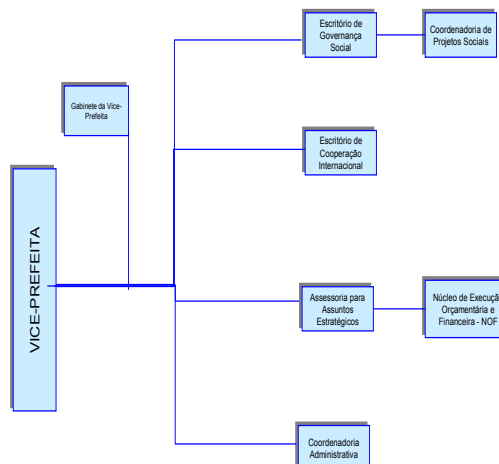 Escritório de
Governança
Social
Coordenadoria de
Projetos Sociais
Gabinete da Vice-
Prefeita
Escritório de
Cooperação
Internacional
VICE-PREFEITA
Assessoria para
Assuntos
Estratégicos
Núcleo de Execuçã
Orçamentária e
Financeira - NOF
Coordenadoria
Administrativa